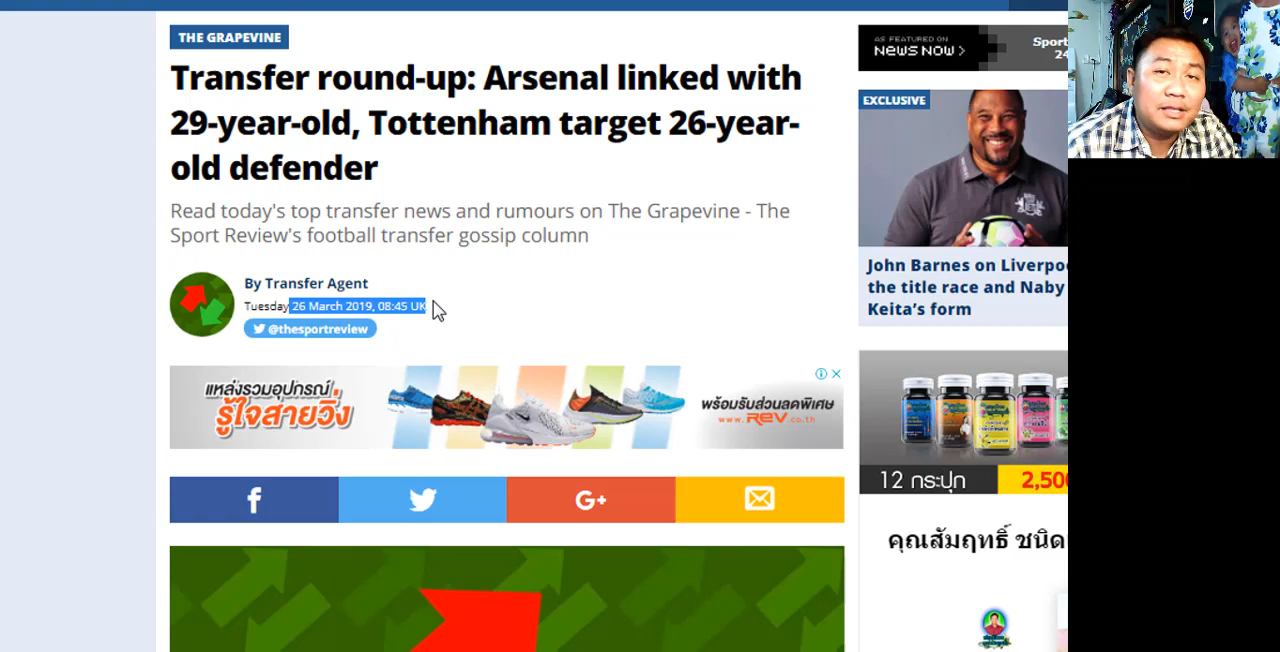 THE GRAPEVINE
Transfer round-up: Arsenal linked with
29-year-old, Tottenham target 26-year-
old defender
Read today's top transfer news and rumours on The Grapevine - The
Sport Review's football transfer gossip column
By Transfer Agent
Tuesday 26 March 2019, 08:45 UK
@thesportreview
แหล่งรวมอุปกรณ์
รู้ใจสายวิ่ง
พร้อมรับส่วนลดพิเศษ
www.Rev.co.th
f
G+
AS FEATURED ON
NewsNow
Sport
24
EXCLUSIVE
John Barnes on Liverpo
the title race and Naby
Keita's form
12 กระปุก
2,500
คุณสัมฤทธิ์ ชนิด